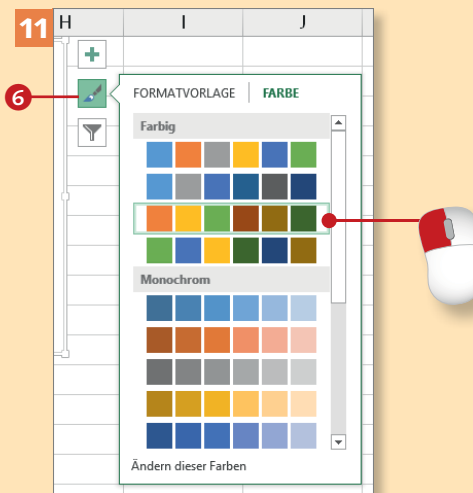 11
H I J
6
FORMATVORLAGE FARBE
Farbig
Monochrom
Ändern dieser Farben